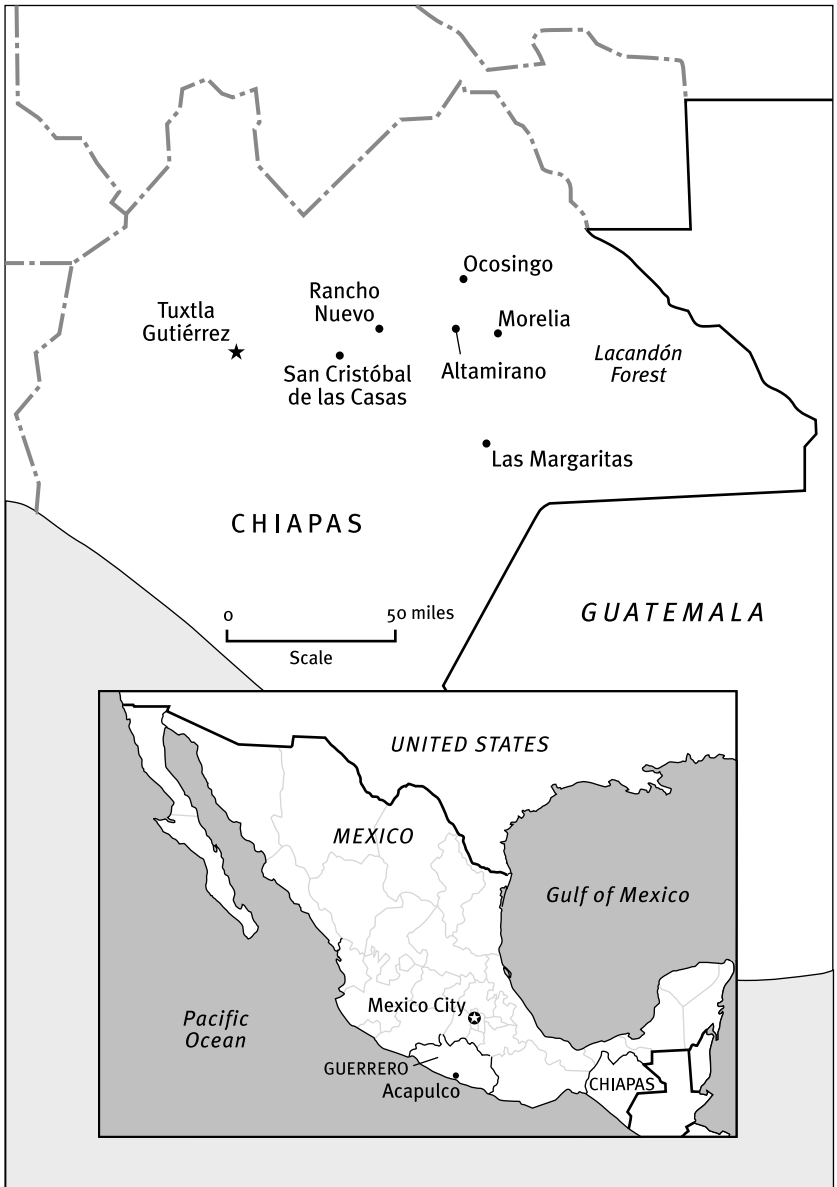 Ocosingo
Rancho
Nuevo
Tuxtla
Gutiérrez
Morelia
Lacandón
Forest
San Cristóbal
de las Casas
Altamirano
Las Margaritas
CHIAPAS
0 50 miles
Scale
GUATEMALA
UNITED STATES
MEXICO
Gulf of Mexico
Mexico City
Pacific
Ocean
GUERRERO
Acapulco
CHIAPAS